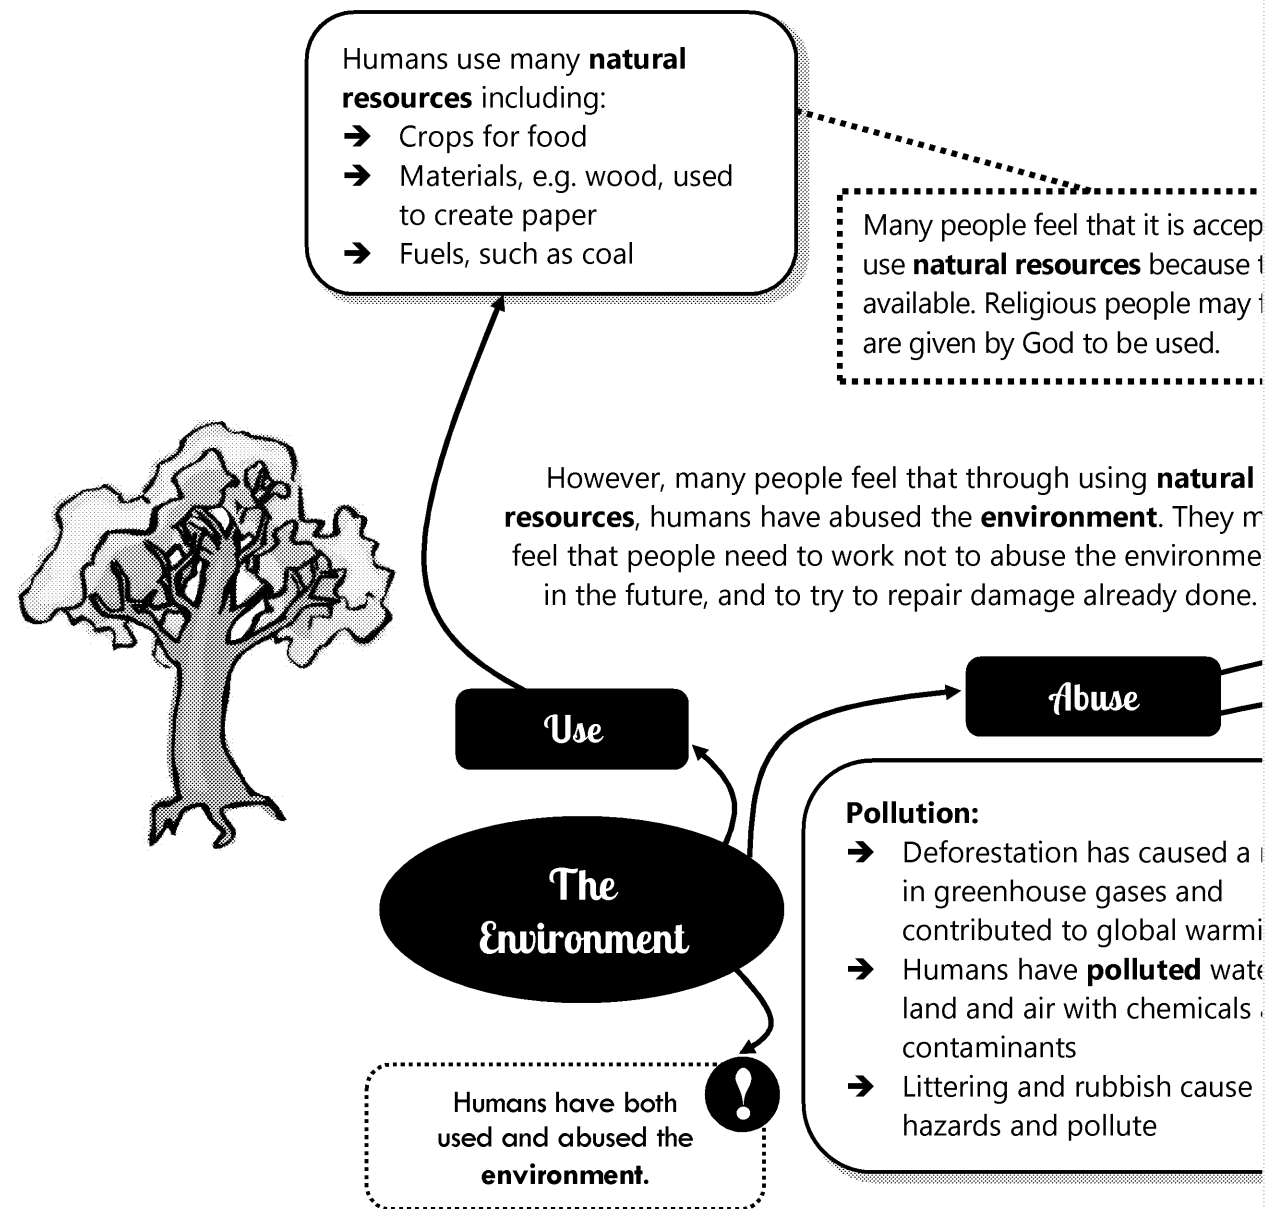 Humans use many natural
resources including:
➔ Crops for food
➔ Materials, e.g. wood, used
to create paper
➔ Fuels, such as coal
Many people feel that it is
use natural resources because
available. Religious people may
are given by God to be used.
However, many people feel that through using natural
resources, humans have abused the environment. They
feel that people need to work not to abuse the
in the future, and to try to repair damage already done.
Abuse
Use
Pollution:
➔ Deforestation has caused a
in greenhouse gases and
contributed to global
➔ Humans have polluted
land and air with chemicals
contaminants
➔ Littering and rubbish cause
hazards and pollute
The
Environment
!
Humans have both
used and abused the
environment.